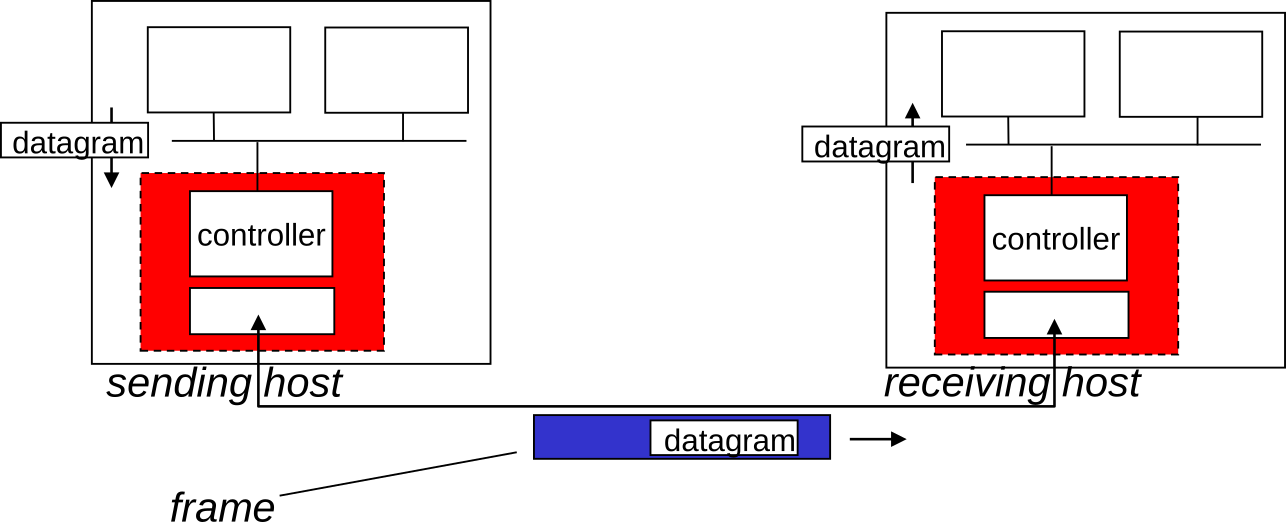 datagram
datagram
controller
controller
sending host
receiving host
datagram
frame